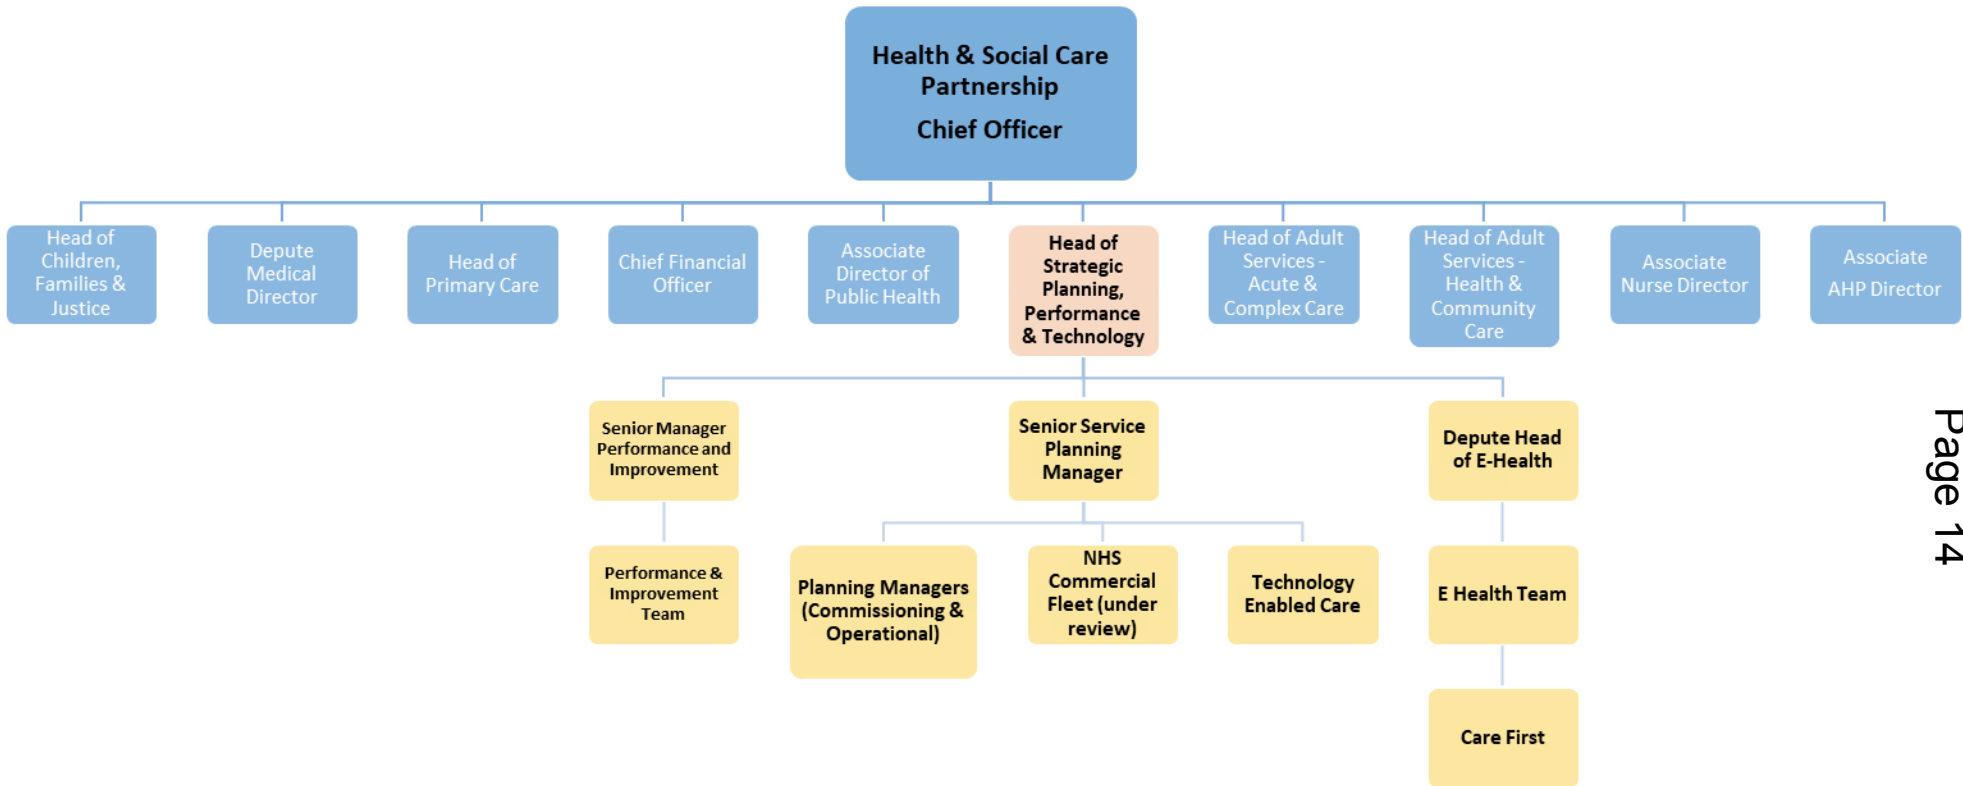 Health & Social Care
Partnership
Chief Officer
Head of
Children,
Families &
Justice
Depute
Medical
Director
Head of
Primary Care
Chief Financial
Officer
Associate
Director of
Public Health
Head of
Strategic
Planning,
Performance
& Technology
Head of Adult
Services -
Acute &
Complex Care
Head of Adult
Services -
Health &
Community
Care
Associate
Nurse Director
Associate
AHP Director
Senior Manager
Performance and
Improvement
Senior Service
Planning
Manager
Depute Head
of E-Health
Performance &
Improvement
Team
Planning Managers
(Commissioning &
Operational)
NHS
Commercial
Fleet (under
review)
Technology
Enabled Care
E Health Team
Care First
Page 14